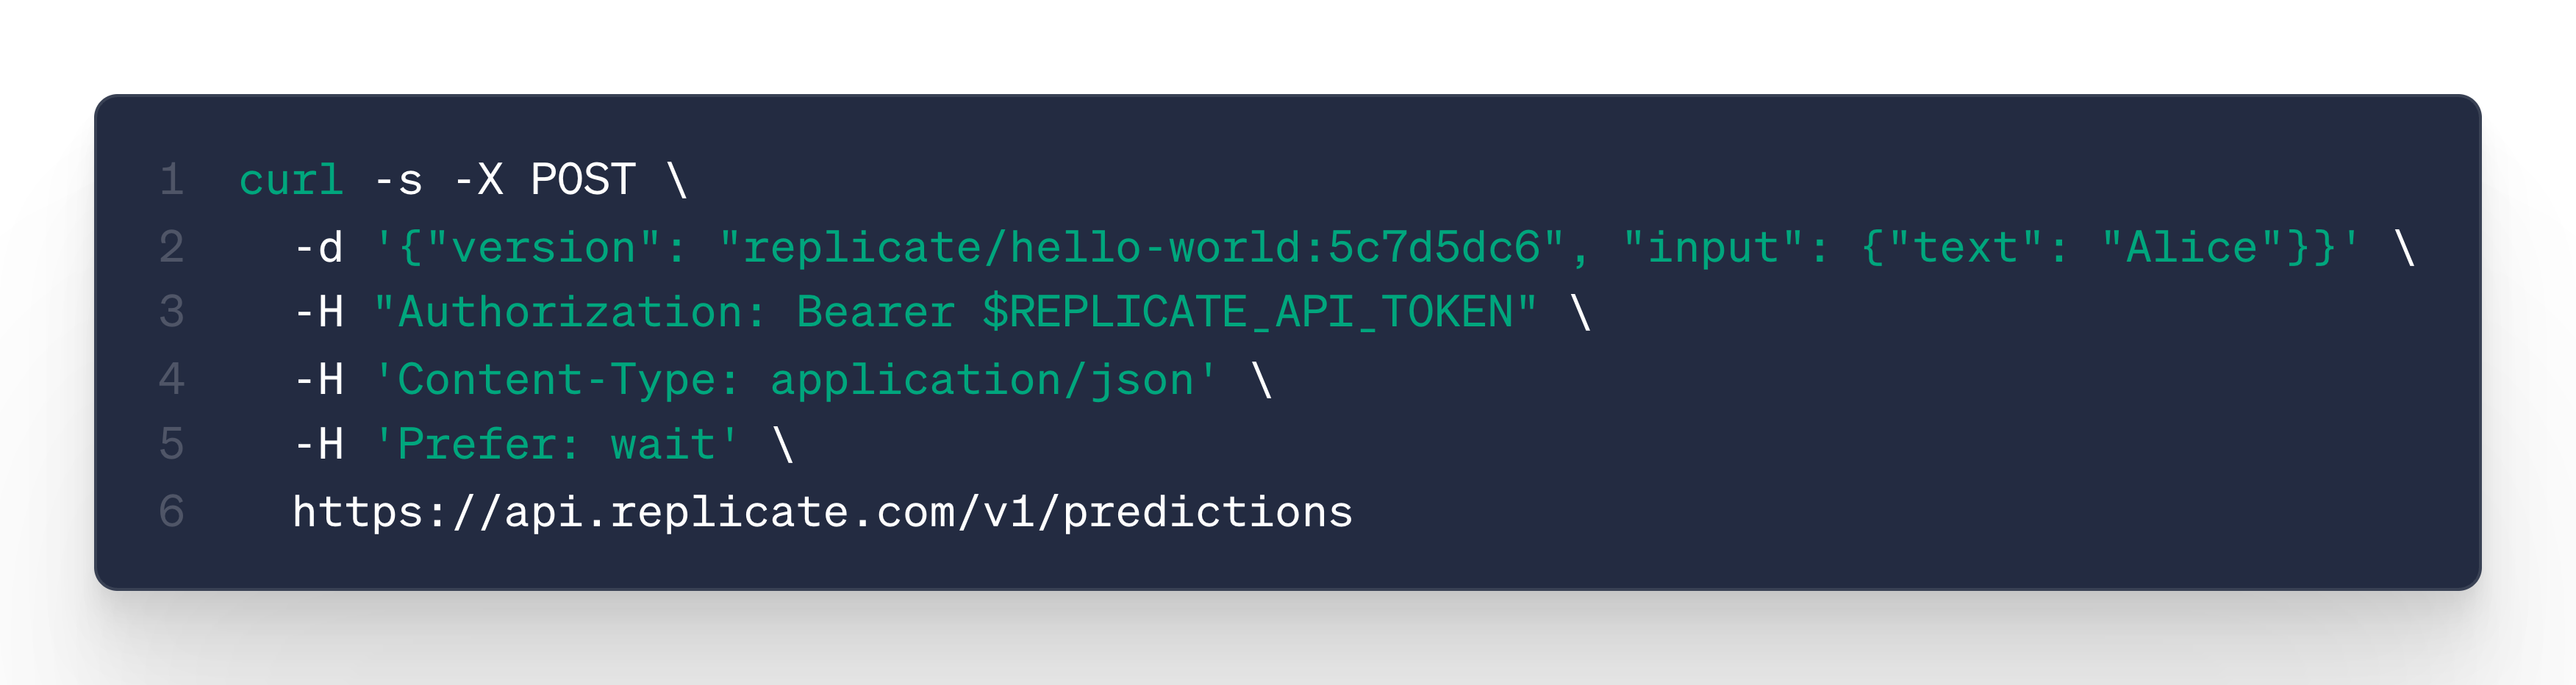 1 curl -s -X POST \
2 -d '{"version": "replicate/hello-world:5c7d5dc6", "input": {"text": "Alice"}}' \
3 -H "Authorization: Bearer $REPLICATE_API_TOKEN" \
4 -H 'Content-Type: application/json' \
5 -H 'Prefer: wait' \
6 https://api.replicate.com/v1/predictions